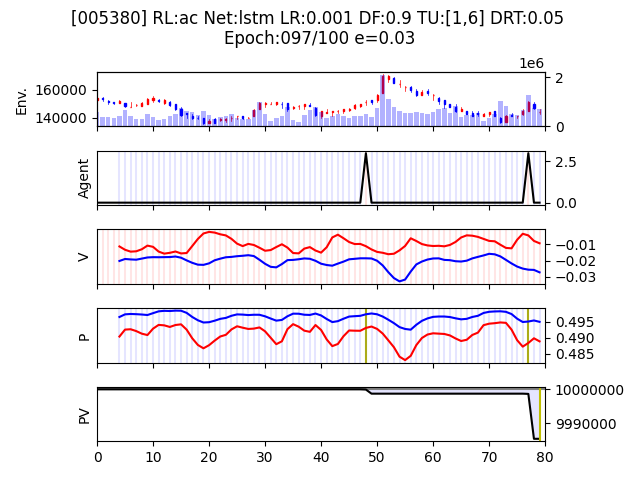 [005380] RL:ac Net:lstm LR:0.001 DF:0.9 TU:[1,6] DRT:0.05
Epoch:097/100 e=0.03
1e6
Env.
160000
140000
2
0
Agent
2.5
0.0
V
−0.01
−0.02
−0.03
P
0.495
0.490
0.485
PV
10000000
9990000
0 10 20 30 40 50 60 70 80